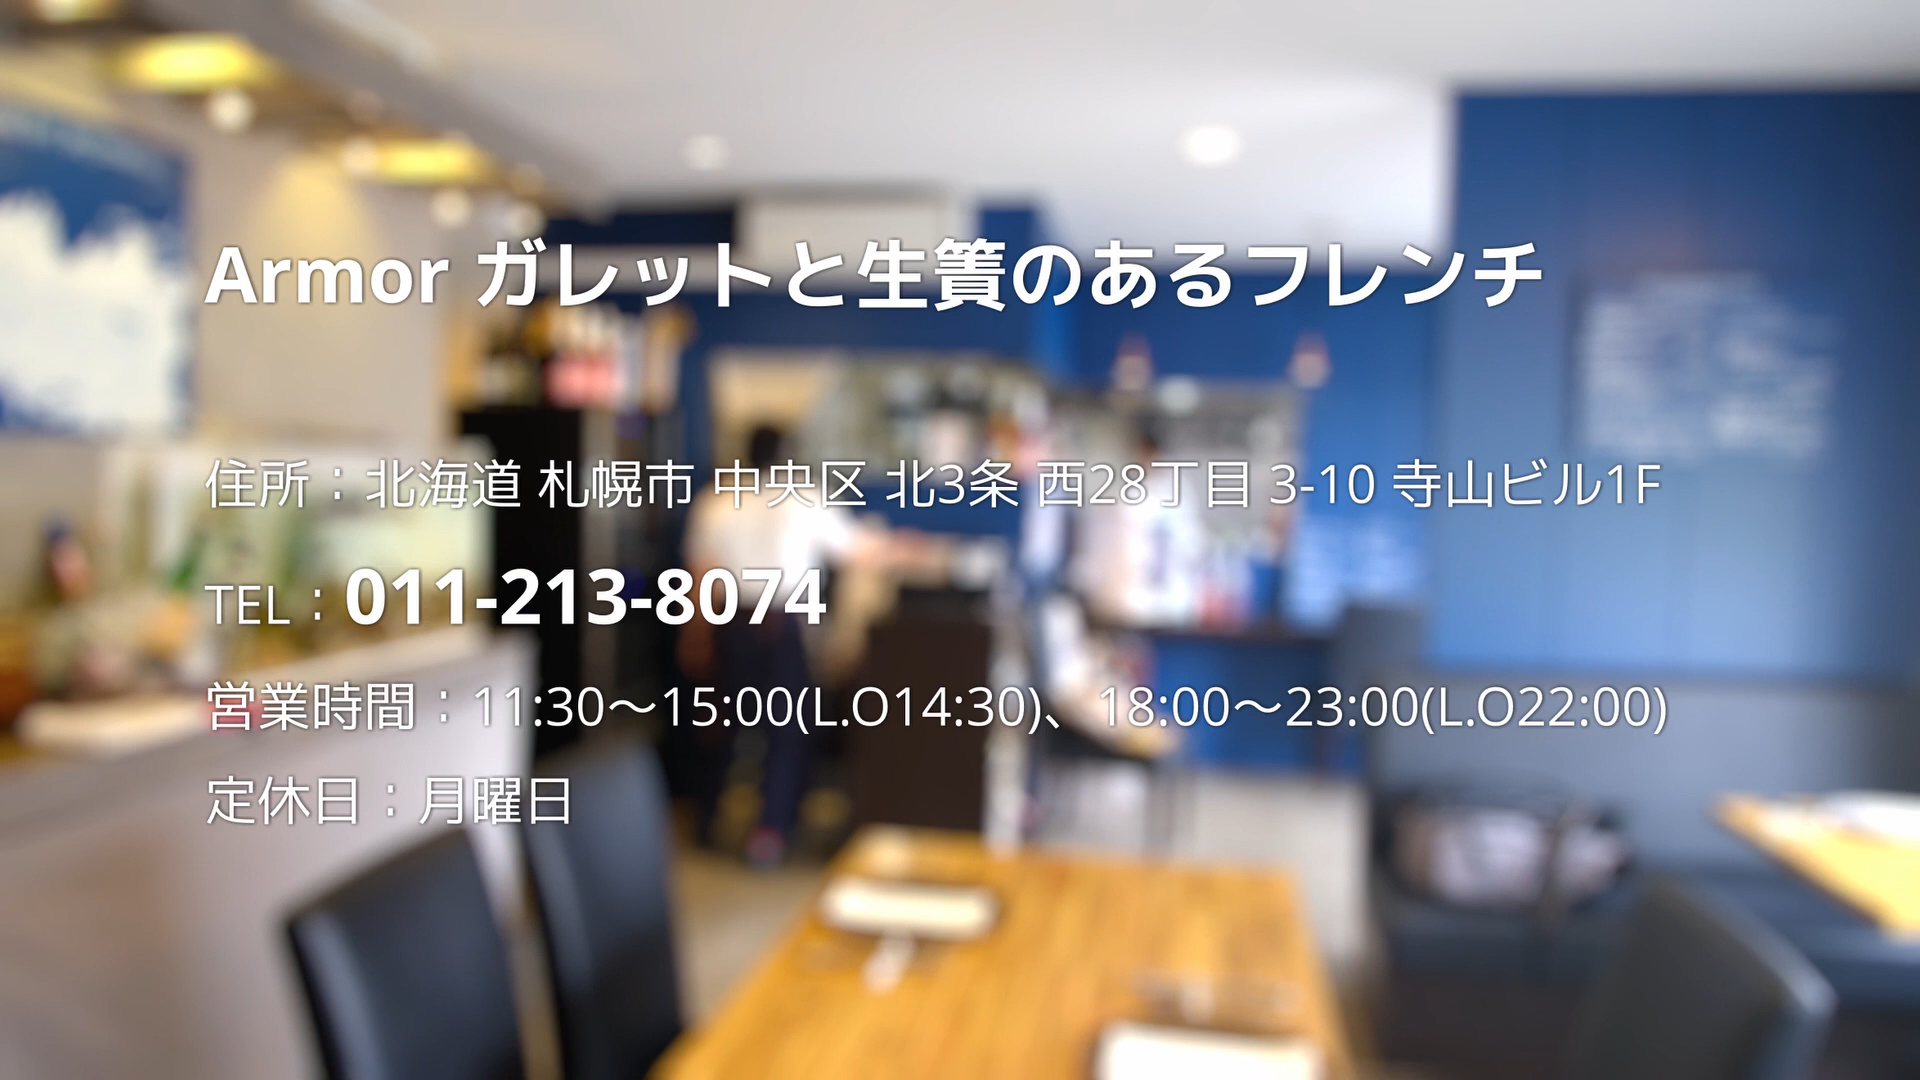 Armor ガレットと生簀のあるフレンチ
住所：北海道 札幌市 中央区 北3条 西28丁目 3-10 寺山ビル1F
TEL：011-213-8074
営業時間：11:30～15:00(L.O14:30)、18:00～23:00(L.O22:00)
定休日：月曜日